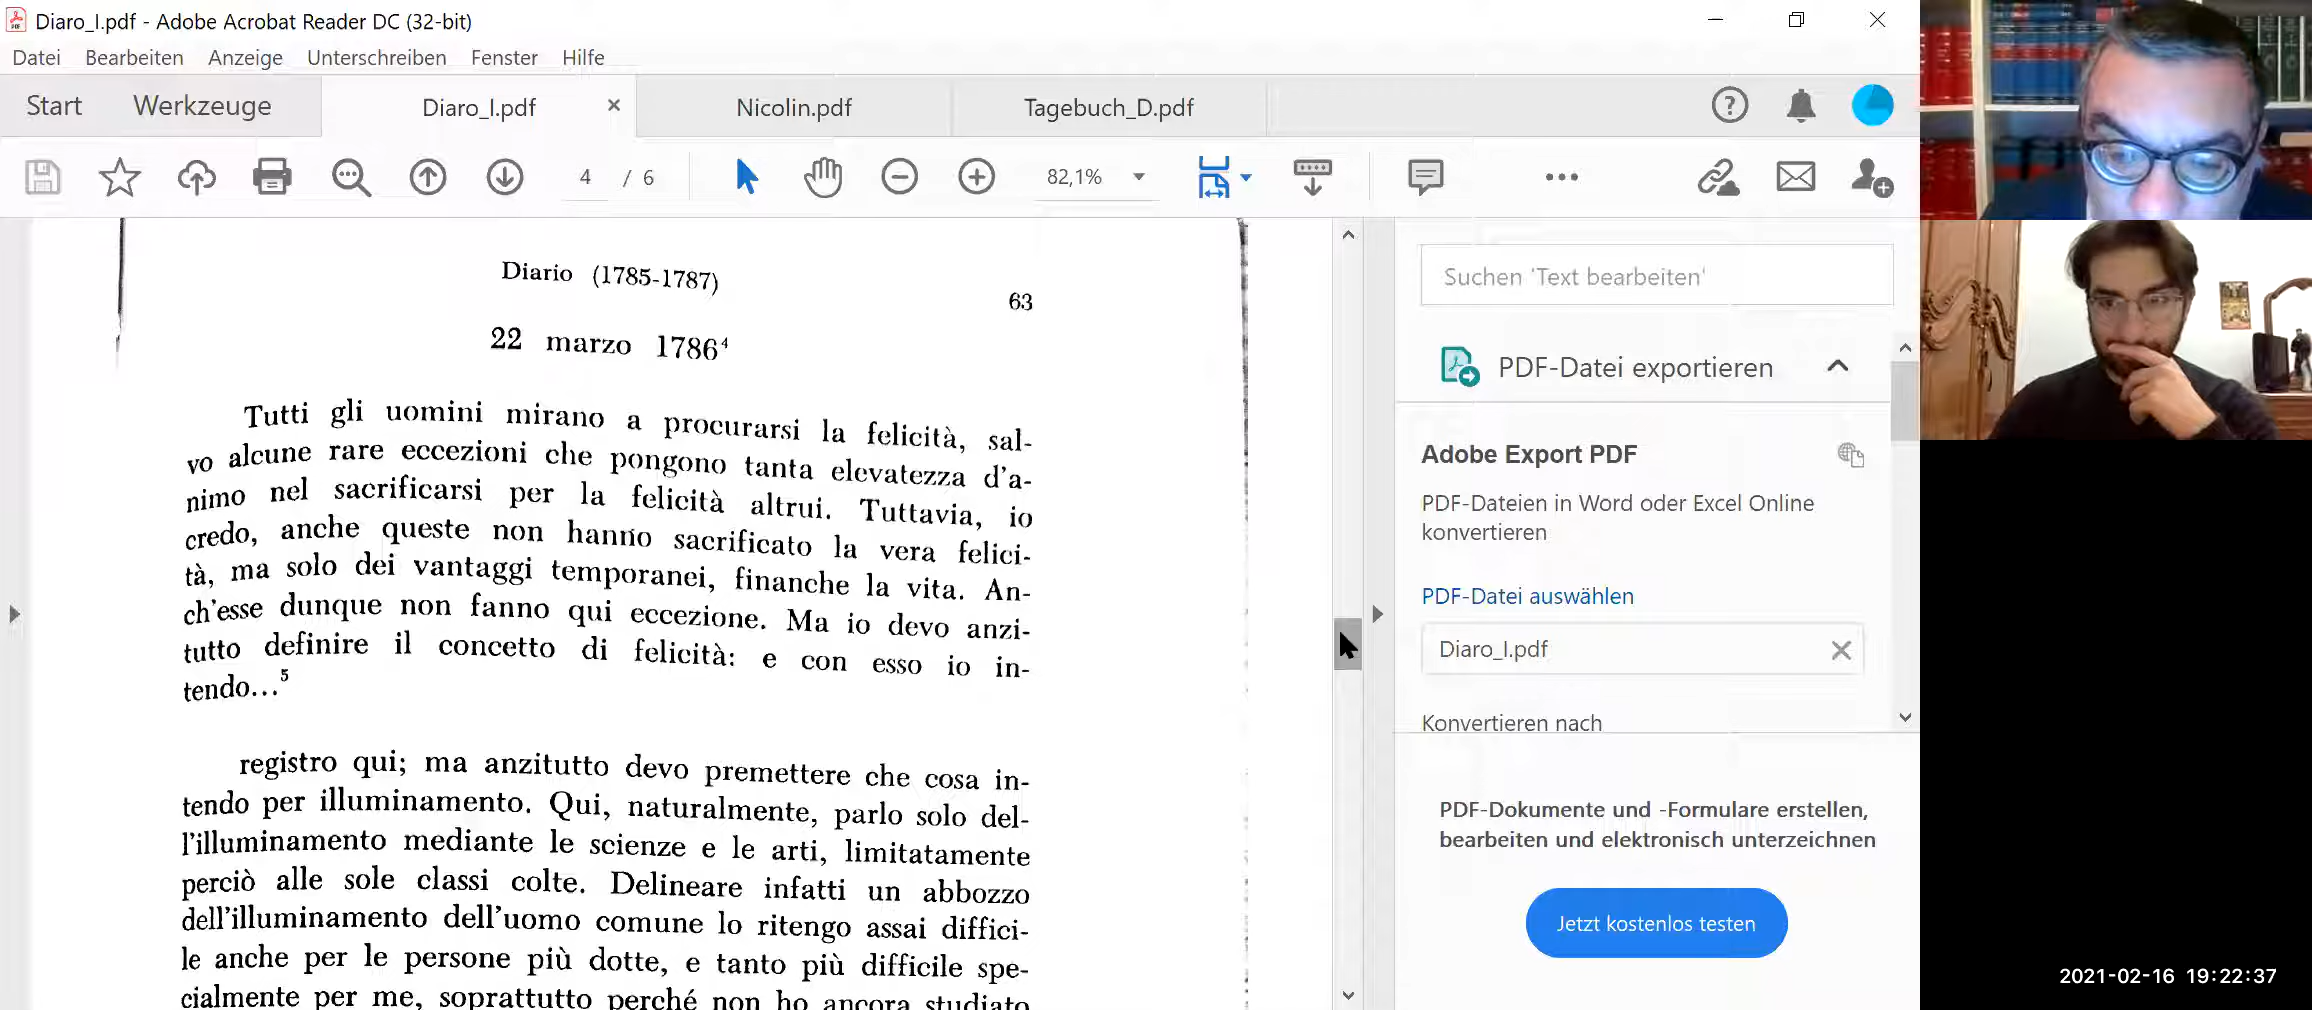 Diaro_I.pdf - Adobe Acrobat Reader DC (32-bit)
Datei Bearbeiten Anzeige Unterschreiben Fenster Hilfe
Start Werkzeuge Diaro_I.pdf × Nicolin.pdf Tagebuch_D.pdf
4 / 6 82,1%
Diario (1785-1787)
63
22 marzo 1786⁴
Tutti gli uomini mirano a procurarsi la felicità, sal-
vo alcune rare eccezioni che pongono tanta elevatezza d'a-
nimo nel sacrificarsi per la felicità altrui. Tuttavia, io
credo, anche queste non hanno sacrificato la vera felici-
tà, ma solo dei vantaggi temporanei, finanche la vita. An-
ch'esse dunque non fanno qui eccezione. Ma io devo anzi-
tutto definire il concetto di felicità: e con esso io in-
tendo...⁵
registro qui; ma anzitutto devo premettere che cosa in-
tendo per illuminamento. Qui, naturalmente, parlo solo del-
l'illuminamento mediante le scienze e le arti, limitatamente
perciò alle sole classi colte. Delineare infatti un abbozzo
dell'illuminamento dell'uomo comune lo ritengo assai diffici-
le anche per le persone più dotte, e tanto più difficile spe-
cialmente per me, soprattutto perché non ho ancora studiato
Suchen 'Text bearbeiten'
PDF-Datei exportieren
Adobe Export PDF
PDF-Dateien in Word oder Excel Online
konvertieren
PDF-Datei auswählen
Diaro_I.pdf
Konvertieren nach
PDF-Dokumente und -Formulare erstellen,
bearbeiten und elektronisch unterzeichnen
Jetzt kostenlos testen
2021-02-16 19:22:37